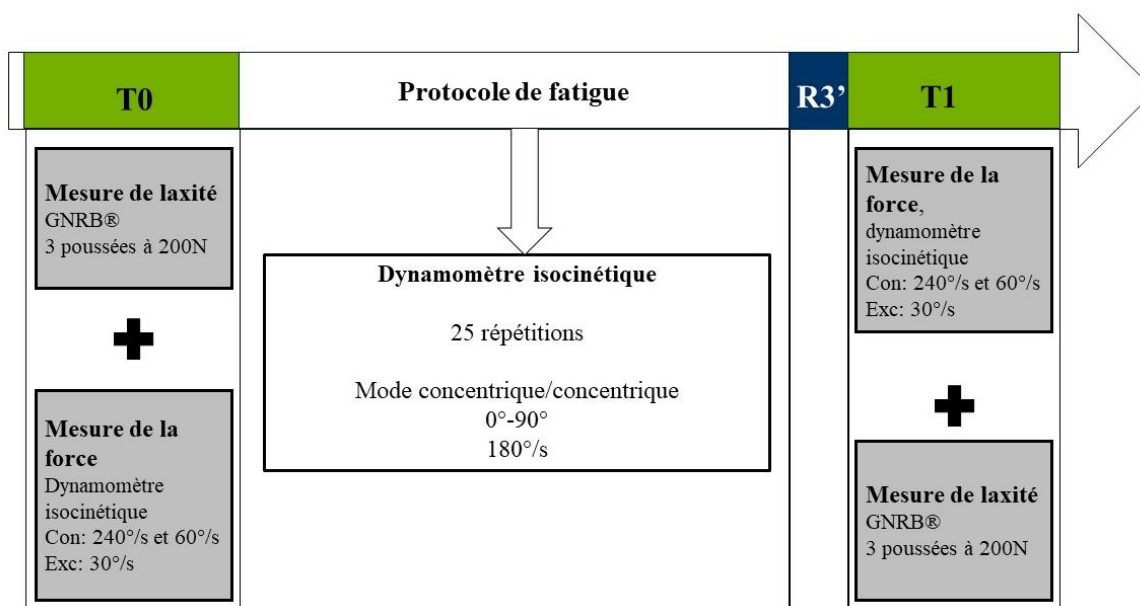 T0
Protocole de fatigue
R3’
T1
Mesure de laxité
GNRB®
3 poussées à 200N
Mesure de la
force
Dynamomètre
isocinétique
Con: 240°/s et 60°/s
Exc: 30°/s
Dynamomètre isocinétique
25 répétitions
Mode concentrique/concentrique
0°-90°
180°/s
Mesure de la
force,
dynamomètre
isocinétique
Con: 240°/s et 60°/s
Exc: 30°/s
Mesure de laxité
GNRB®
3 poussées à 200N